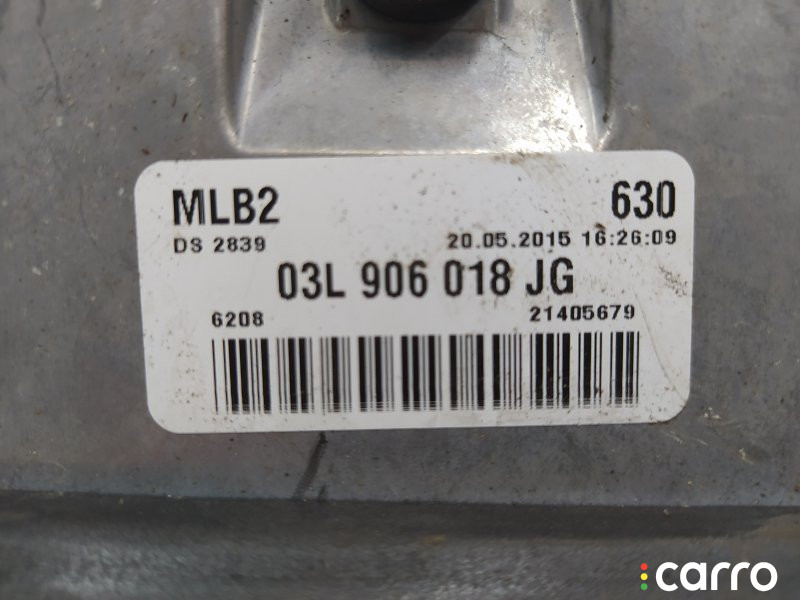 MLB2 630
DS 2839 20.05.2015 16:26:09
03L 906 018 JG
6208 21405679
carro